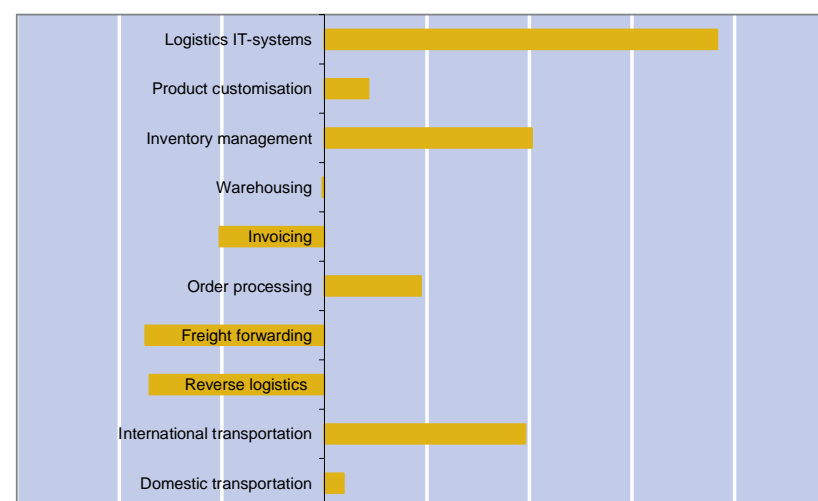 Logistics IT-systems
Product customisation
Inventory management
Warehousing
Invoicing
Order processing
Freight forwarding
Reverse logistics
International transportation
Domestic transportation